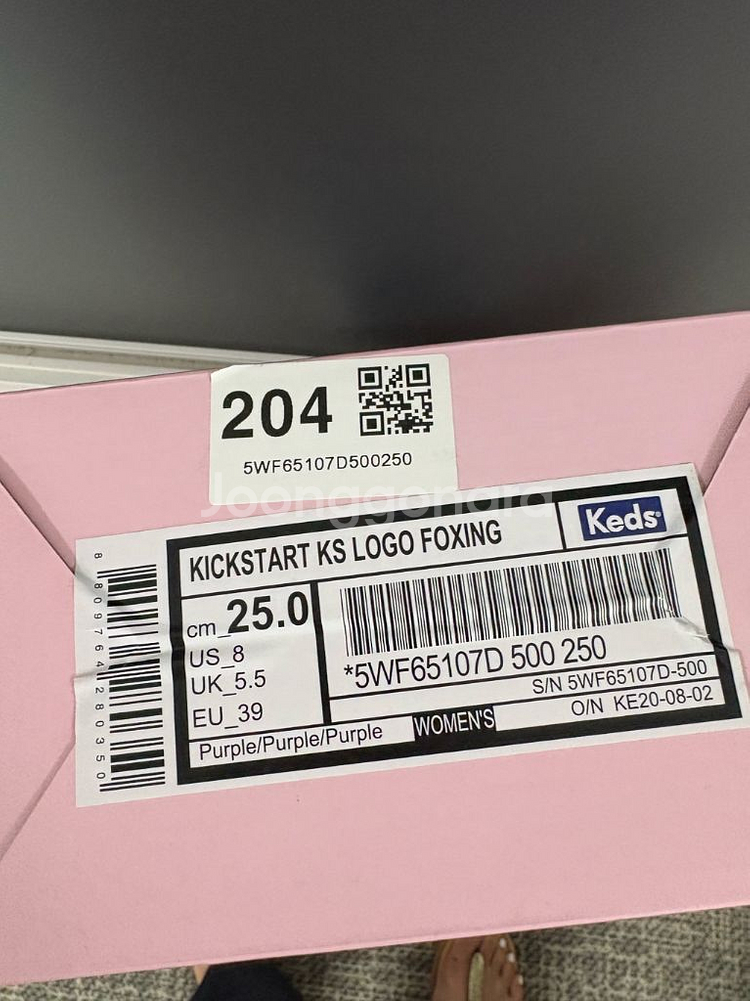 204
5WF65107D500250
Joonggonara
KICKSTART KS LOGO FOXING
Keds
cm_25.0
US_8
UK_5.5
EU_39
*5WF65107D 500 250
S/N 5WF65107D-500
O/N KE20-08-02
Purple/Purple/Purple
WOMEN'S
8 809764 280350